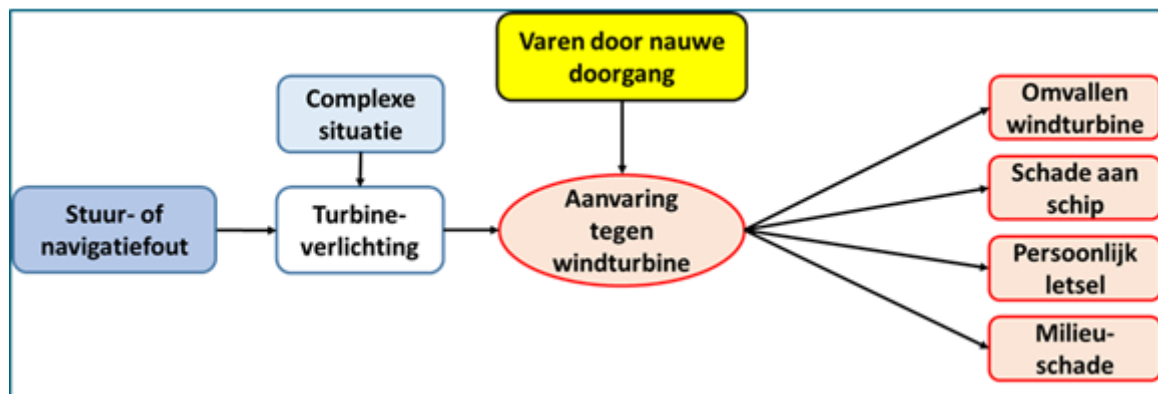 Varen door nauwe
doorgang
Complexe
situatie
Stuur- of
navigatiefout
Turbine-
verlichting
Aanvaring
tegen
windturbine
Omvallen
windturbine
Schade aan
schip
Persoonlijk
letsel
Milieu-
schade